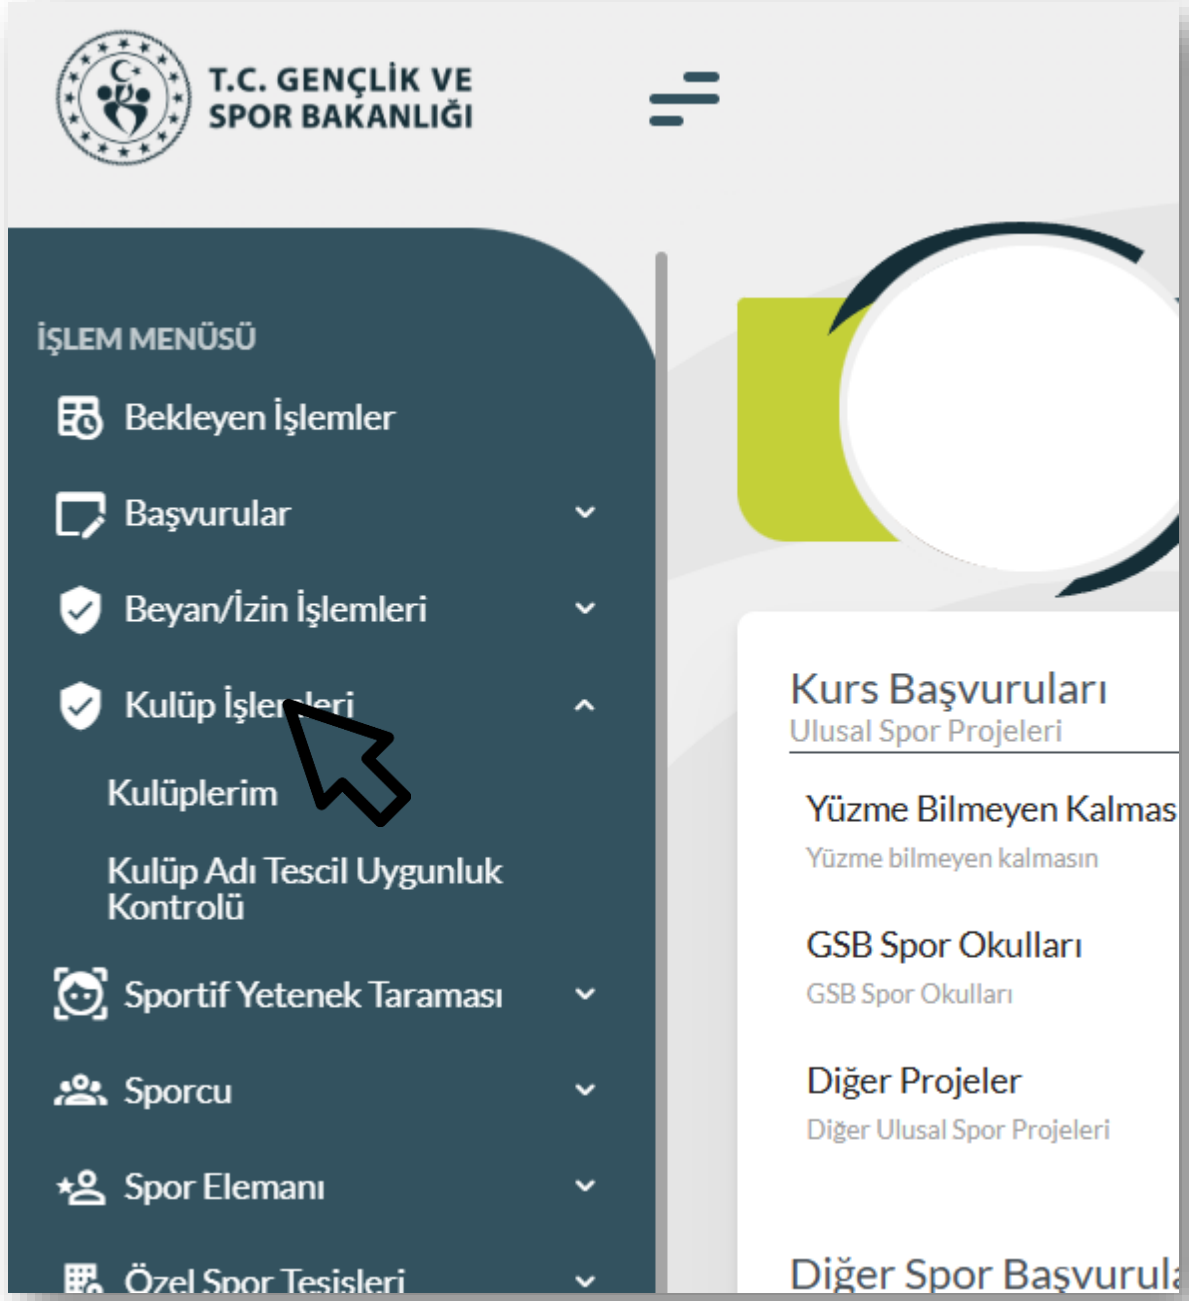 T.C. GENÇLİK VE
SPOR BAKANLIĞI
İŞLEM MENÜSÜ
Bekleyen İşlemler
Başvurular
Beyan/İzin İşlemleri
Kulüp İşlemleri
Kulüplerim
Kulüp Adı Tescil Uygunluk
Kontrolü
Sportif Yetenek Taraması
Sporcu
Spor Elemanı
Özel Spor Tesisleri
Kurs Başvuruları
Ulusal Spor Projeleri
Yüzme Bilmeyen Kalmas
Yüzme bilmeyen kalmasın
GSB Spor Okulları
GSB Spor Okulları
Diğer Projeler
Diğer Ulusal Spor Projeleri
Diğer Spor Başvurula